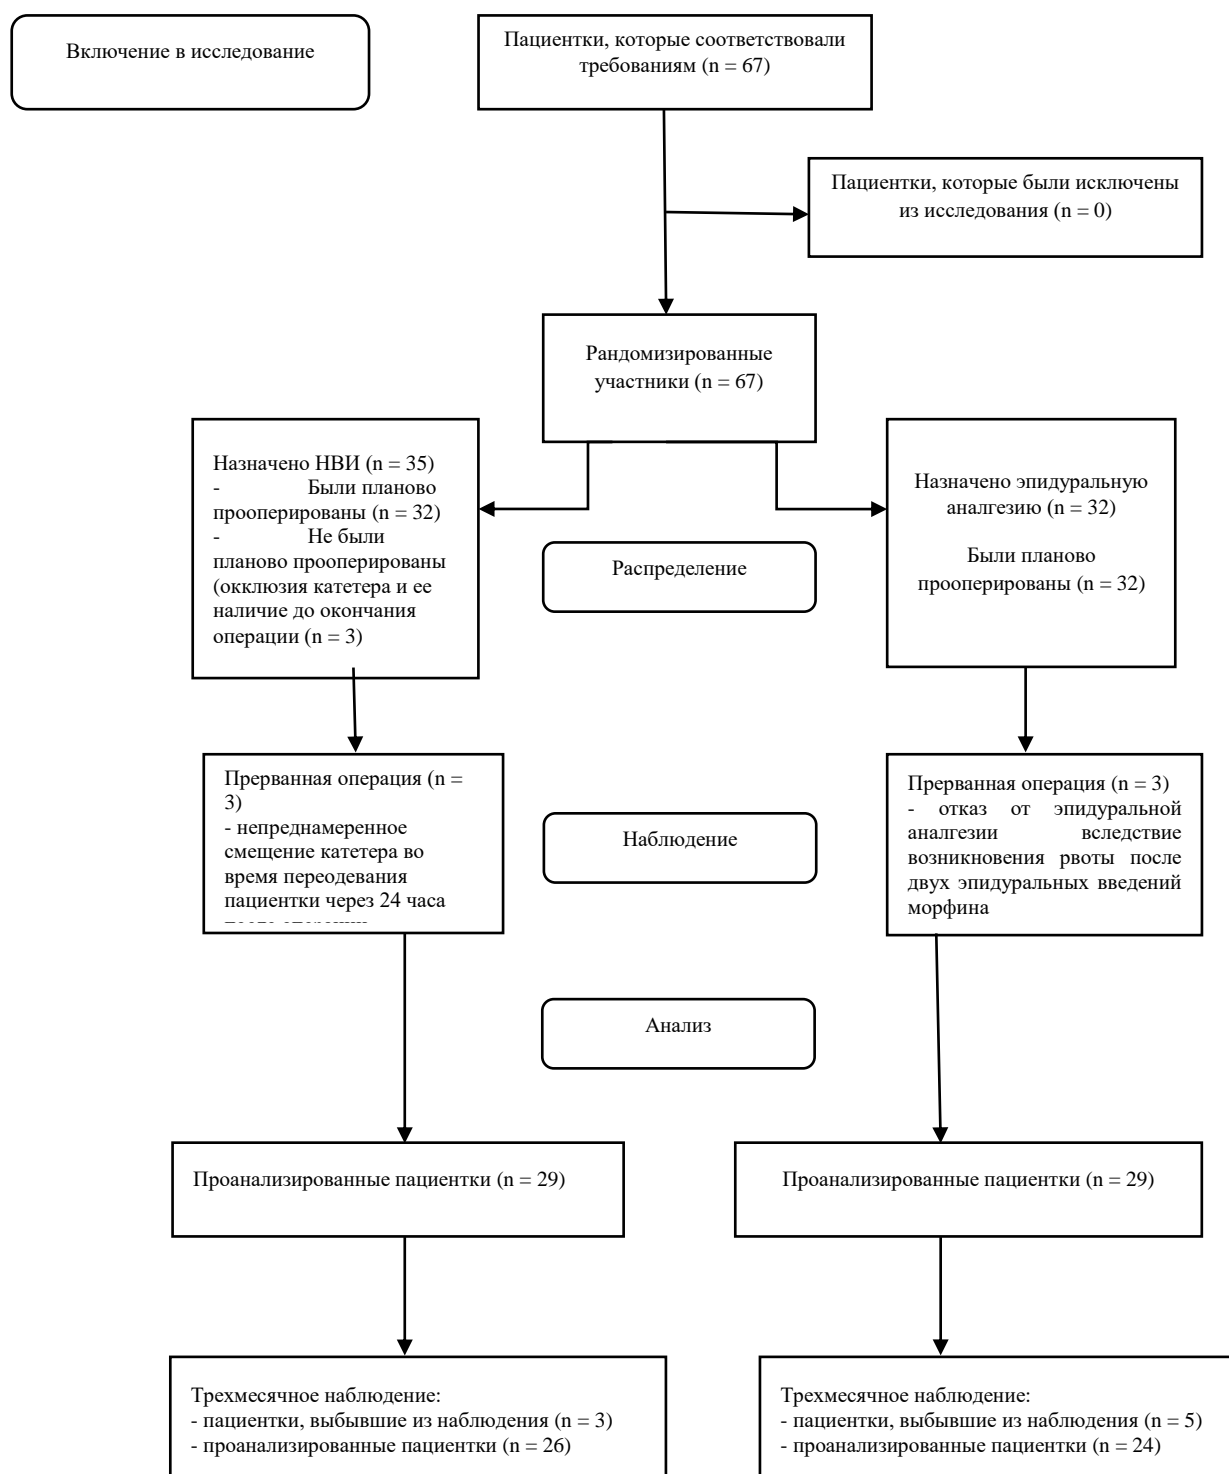 Включение в исследование
Пациентки, которые соответствовали
требованиям (n = 67)
Пациентки, которые были исключены
из исследования (n = 0)
Рандомизированные
участники (n = 67)
Назначено НВИ (n = 35)
- Были планово
прооперированы (n = 32)
- Не были
планово прооперированы
(окклюзия катетера и ее
наличие до окончания
операции (n = 3)
Назначено эпидуральную
аналгезию (n = 32)
Были планово
прооперированы (n = 32)
Распределение
Прерванная операция (n =
3)
- непреднамеренное
смещение катетера во
время переодевания
пациентки через 24 часа
Прерванная операция (n = 3)
- отказ от эпидуральной
аналгезии вследствие
возникновения рвоты после
двух эпидуральных введений
морфина
Наблюдение
Анализ
Проанализированные пациентки (n = 29)
Проанализированные пациентки (n = 29)
Трехмесячное наблюдение:
- пациентки, выбывшие из наблюдения (n = 3)
- проанализированные пациентки (n = 26)
Трехмесячное наблюдение:
- пациентки, выбывшие из наблюдения (n = 5)
- проанализированные пациентки (n = 24)